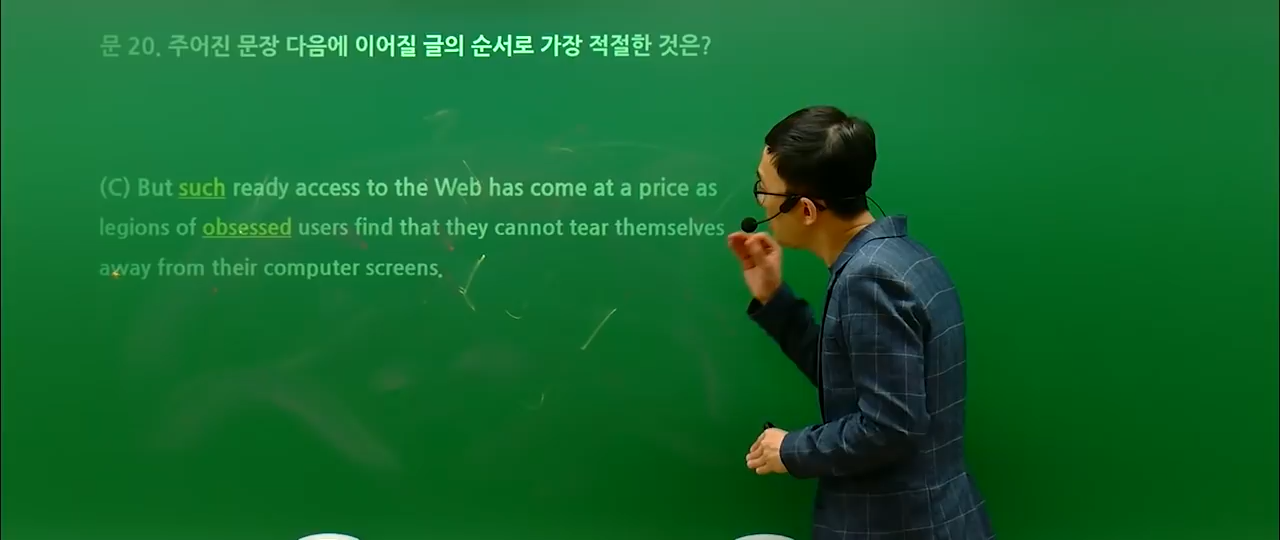 문 20. 주어진 문장 다음에 이어질 글의 순서로 가장 적절한 것은?
(C) But such ready access to the Web has come at a price as
legions of obsessed users find that they cannot tear themselves
away from their computer screens.